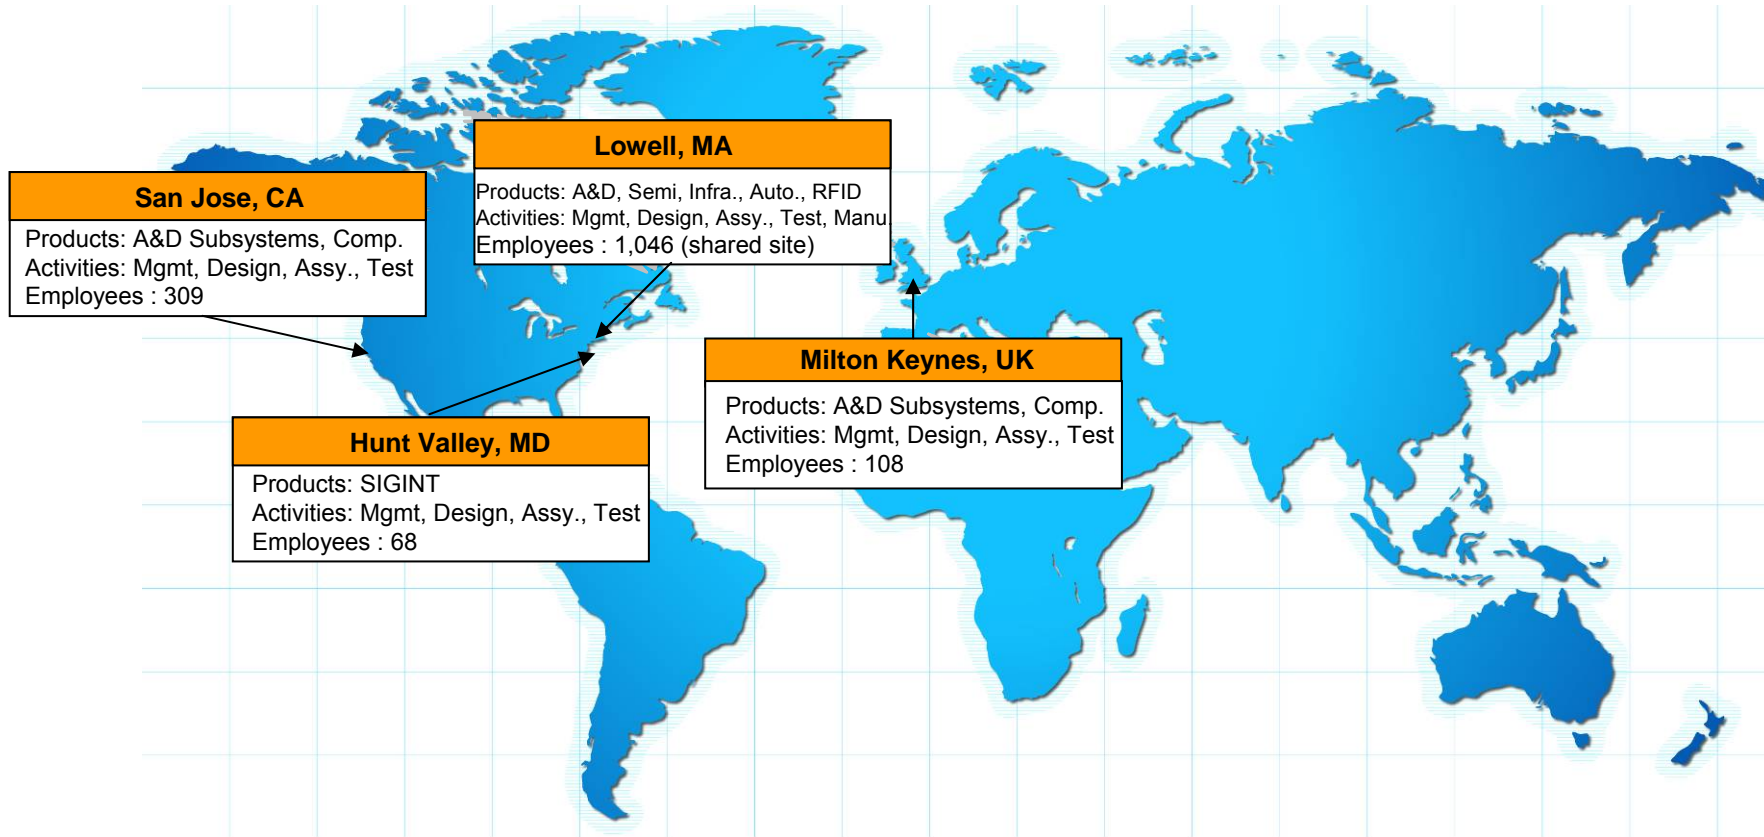 Lowell, MA
Products: A&D, Semi, Infra., Auto., RFID
Activities: Mgmt, Design, Assy., Test, Manu.
Employees : 1,046 (shared site)
San Jose, CA
Products: A&D Subsystems, Comp.
Activities: Mgmt, Design, Assy., Test
Employees : 309
Milton Keynes, UK
Products: A&D Subsystems, Comp.
Activities: Mgmt, Design, Assy., Test
Employees : 108
Hunt Valley, MD
Products: SIGINT
Activities: Mgmt, Design, Assy., Test
Employees : 68